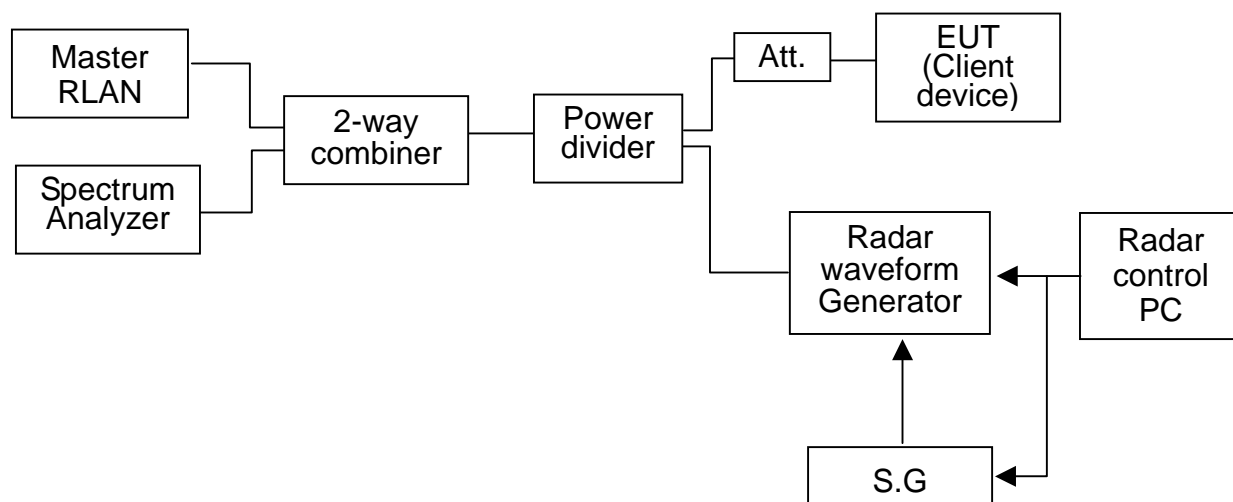 Master
RLAN
Spectrum
Analyzer
2-way
combiner
Power
divider
Att.
EUT
(Client
device)
Radar
waveform
Generator
Radar
control
PC
S.G